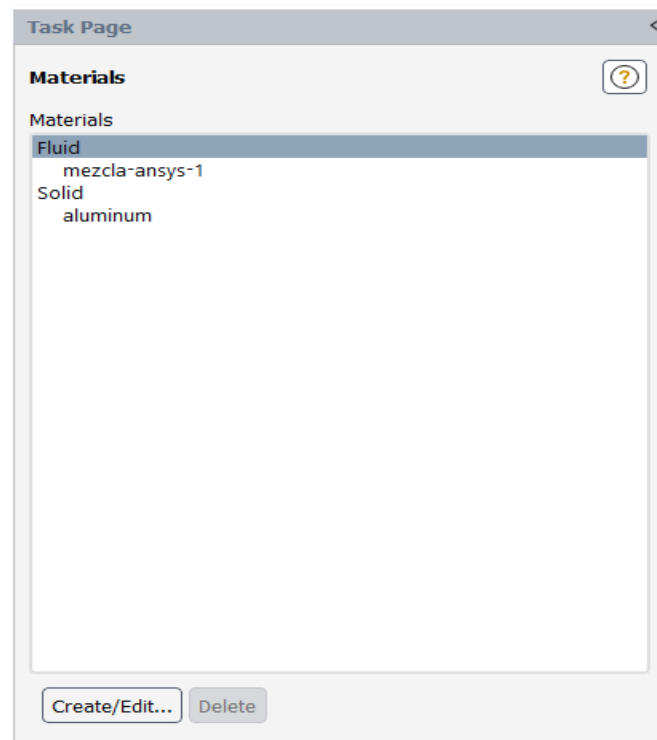 Task Page
Materials
Materials
Fluid
mezcla-ansys-1
Solid
aluminum
Create/Edit... Delete